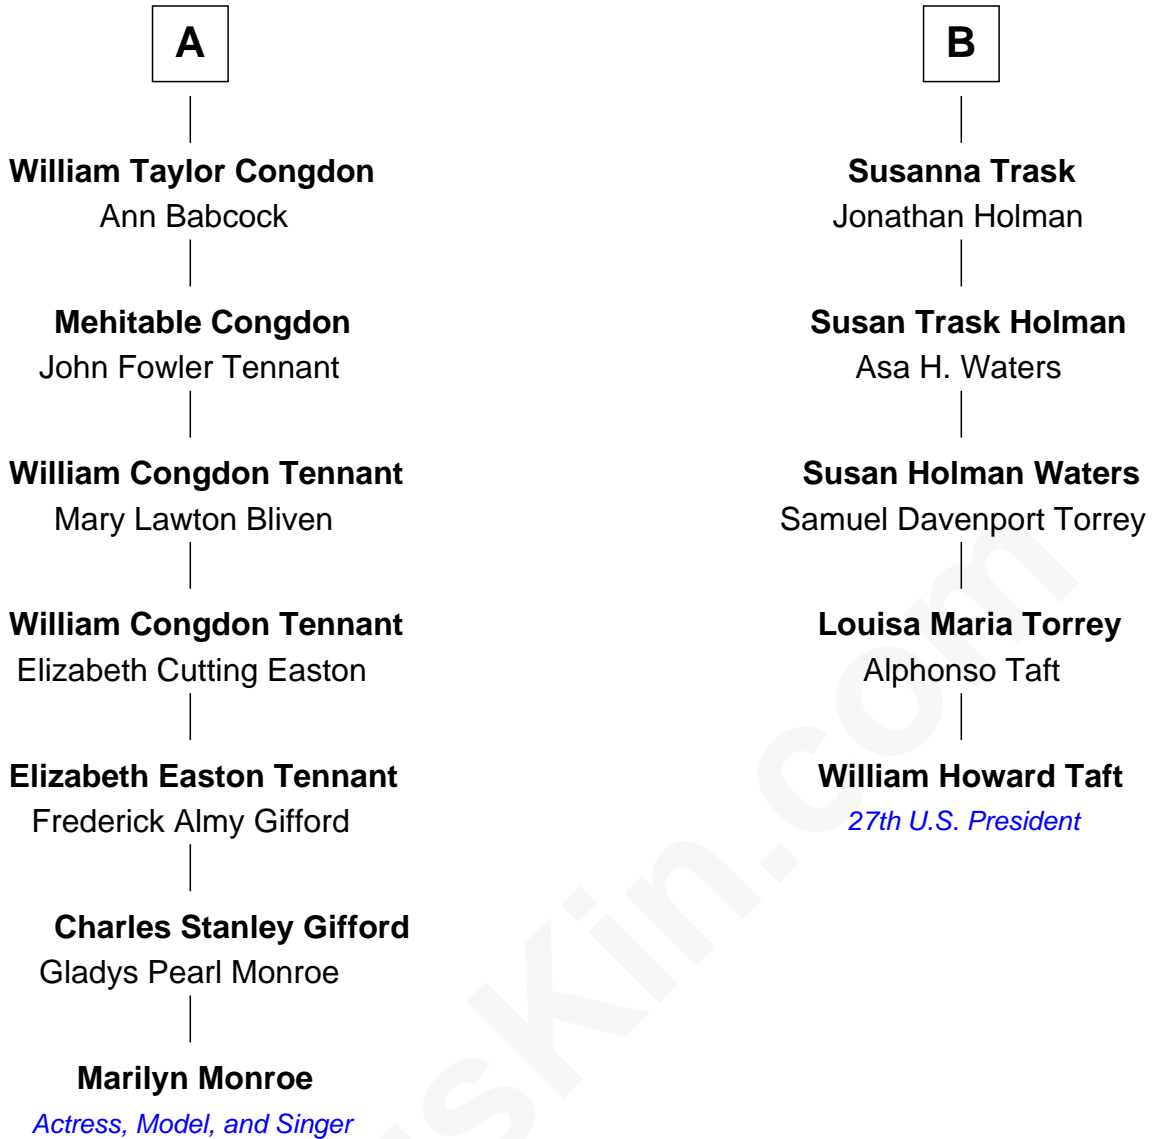 A
William Taylor Congdon
Ann Babcock
Mehitable Congdon
John Fowler Tennant
William Congdon Tennant
Mary Lawton Bliven
William Congdon Tennant
Elizabeth Cutting Easton
Elizabeth Easton Tennant
Frederick Almy Gifford
Charles Stanley Gifford
Gladys Pearl Monroe
Marilyn Monroe
Actress, Model, and Singer
B
Susanna Trask
Jonathan Holman
Susan Trask Holman
Asa H. Waters
Susan Holman Waters
Samuel Davenport Torrey
Louisa Maria Torrey
Alphonso Taft
William Howard Taft
27th U.S. President
usKin.com